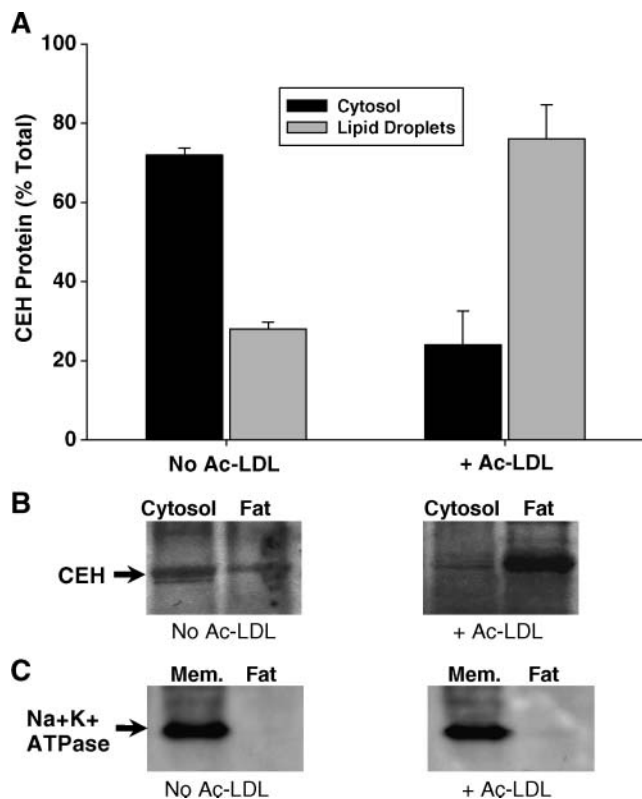 A
100
80
60
40
20
0
CEH Protein (% Total)
Cytosol
Lipid Droplets
No Ac-LDL
+ Ac-LDL
B
Cytosol Fat
Cytosol Fat
CEH
No Ac-LDL
+ Ac-LDL
C
Mem. Fat
Mem. Fat
Na+K+
ATPase
No Ac-LDL
+ Ac-LDL